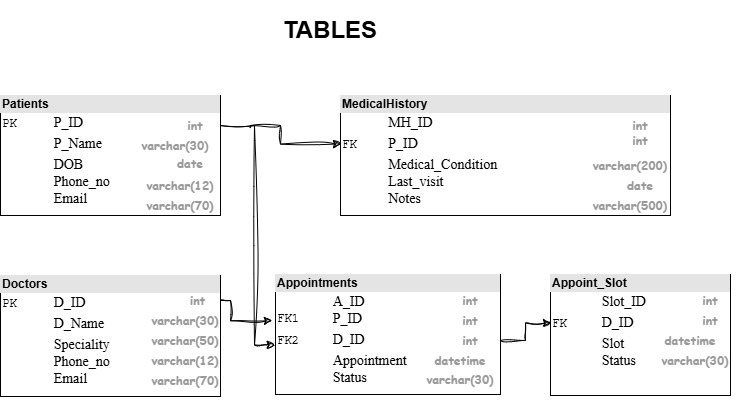 TABLES
Patients
PK P_ID int
P_Name varchar(30)
DOB date
Phone_no varchar(12)
Email varchar(70)
MedicalHistory
MH_ID int
FK P_ID int
Medical_Condition varchar(200)
Last_visit date
Notes varchar(500)
Doctors
PK D_ID int
D_Name varchar(30)
Speciality varchar(50)
Phone_no varchar(12)
Email varchar(70)
Appointments
A_ID int
FK1 P_ID int
FK2 D_ID int
Appointment datetime
Status varchar(30)
Appoint_Slot
Slot_ID int
FK D_ID int
Slot datetime
Status varchar(30)